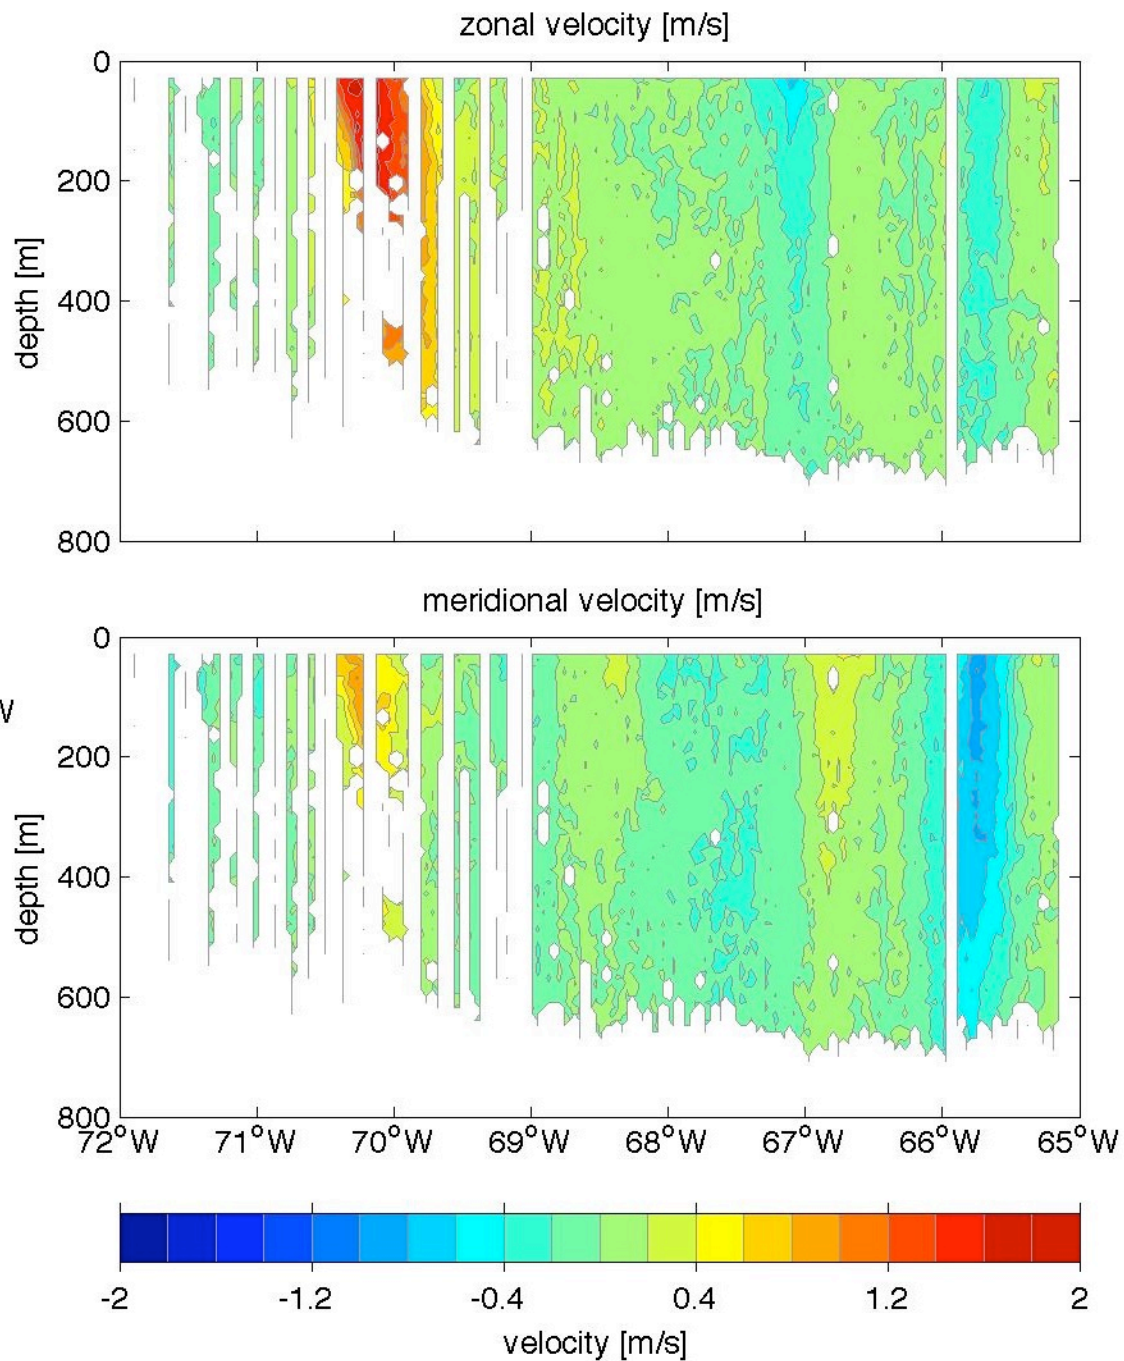 zonal velocity [m/s]
0
200
400
600
800
depth [m]
meridional velocity [m/s]
W
0
200
400
600
800
depth [m]
72°W 71°W 70°W 69°W 68°W 67°W 66°W 65°W
-2 -1.2 -0.4 0.4 1.2 2
velocity [m/s]